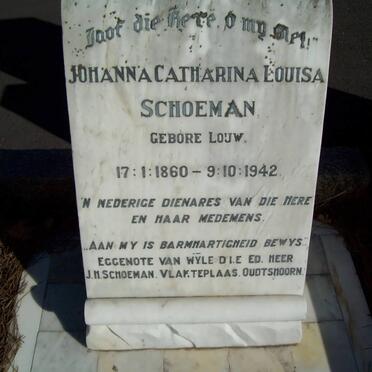 "Loof die Here o my siel!"
JOHANNA CATHARINA LOUISA
SCHOEMAN
GEBORE LOUW.
17:1:1860 – 9:10:1942
'N NEDERIGE DIENARES VAN DIE HERE
EN HAAR MEDEMENS.
„AAN MY IS BARMHARTIGHEID BEWYS"
EGGENOTE VAN WYLE DIE ED. HEER
J.H. SCHOEMAN. VLAKTEPLAAS. OUDTSHOORN.